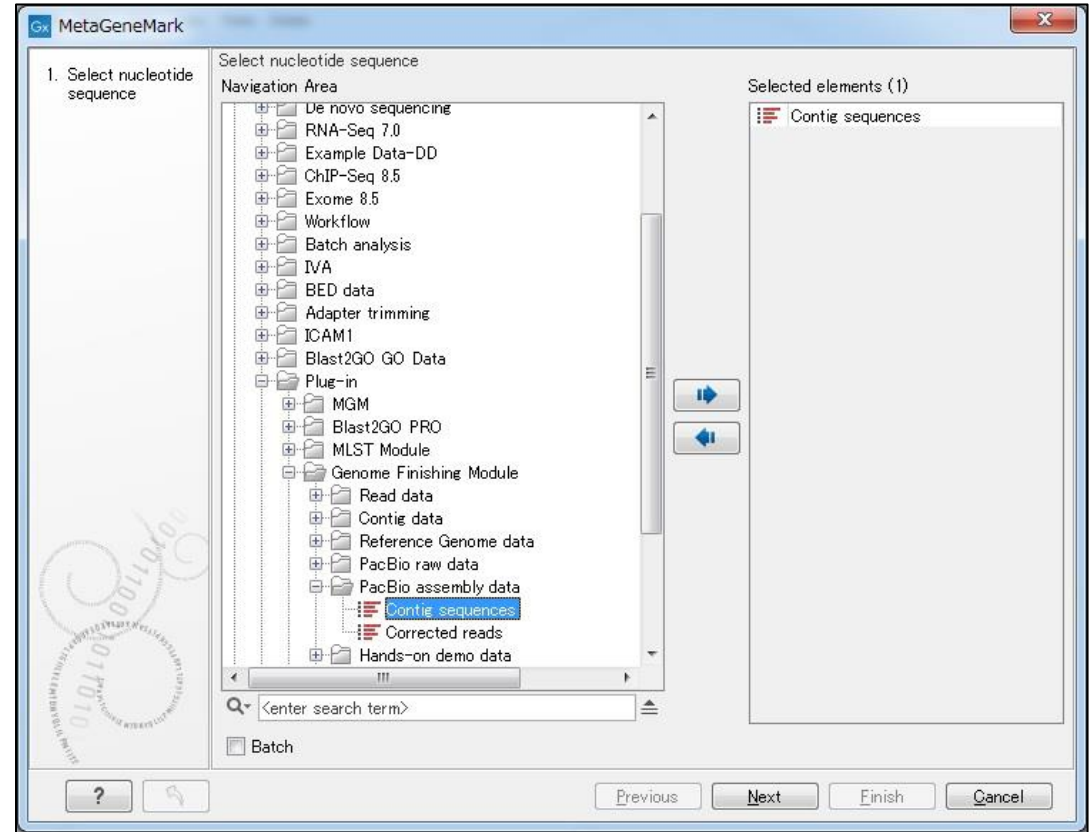 Gx MetaGeneMark
1. Select nucleotide
sequence
Select nucleotide sequence
Navigation Area
De novo sequencing
RNA-Seq 7.0
Example Data-DD
ChIP-Seq 8.5
Exome 8.5
Workflow
Batch analysis
IVA
BED data
Adapter trimming
ICAM1
Blast2GO GO Data
Plug-in
MGM
Blast2GO PRO
MLST Module
Genome Finishing Module
Read data
Contig data
Reference Genome data
PacBio raw data
PacBio assembly data
Contig sequences
Corrected reads
Hands-on demo data
<enter search term>
Batch
Selected elements (1)
Contig sequences
?
Previous
Next
Finish
Cancel